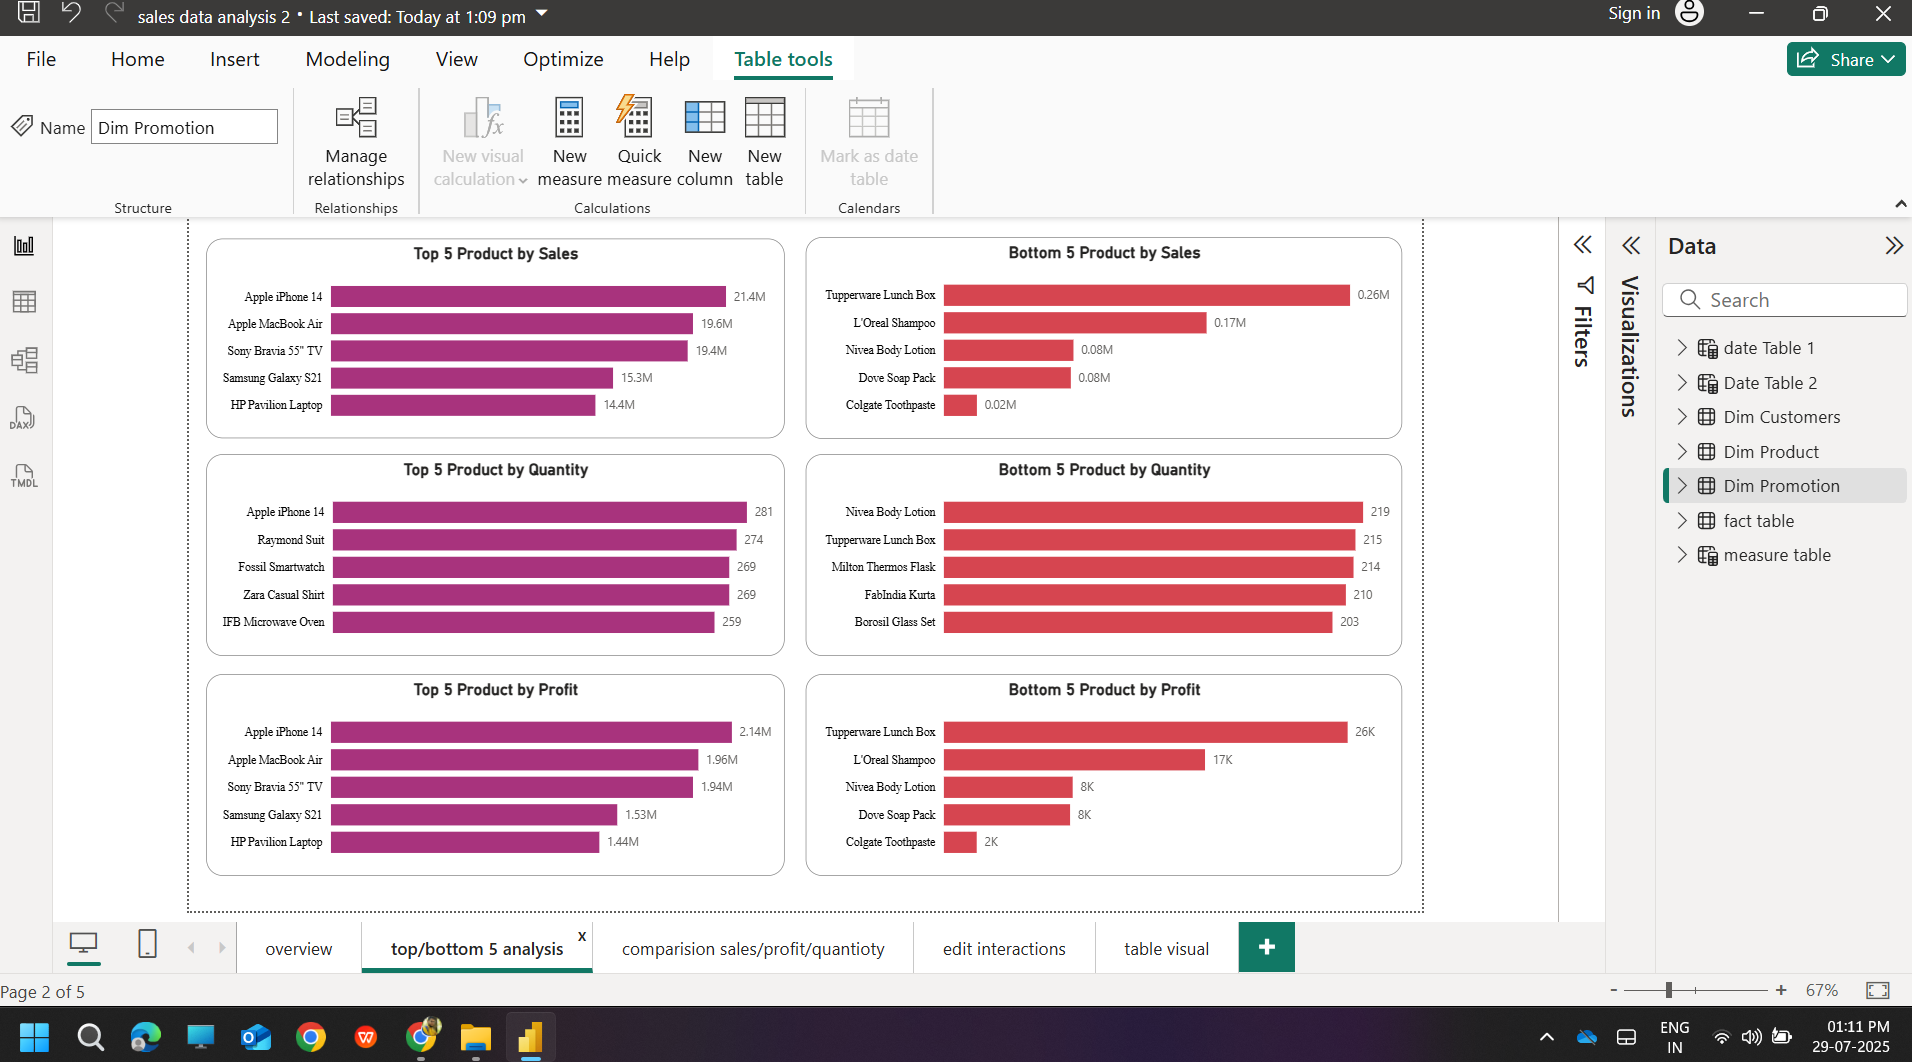 sales data analysis 2 • Last saved: Today at 1:09 pm
Sign in
File Home Insert Modeling View Optimize Help Table tools
Share
Name Dim Promotion
Manage relationships
New visual calculation
New measure
Quick measure
New column
New table
Mark as date table
Structure
Relationships
Calculations
Calendars
DAX
TMDL
Top 5 Product by Sales
Apple iPhone 14 21.4M
Apple MacBook Air 19.6M
Sony Bravia 55" TV 19.4M
Samsung Galaxy S21 15.3M
HP Pavilion Laptop 14.4M
Bottom 5 Product by Sales
Tupperware Lunch Box 0.26M
L'Oreal Shampoo 0.17M
Nivea Body Lotion 0.08M
Dove Soap Pack 0.08M
Colgate Toothpaste 0.02M
Top 5 Product by Quantity
Apple iPhone 14 281
Raymond Suit 274
Fossil Smartwatch 269
Zara Casual Shirt 269
IFB Microwave Oven 259
Bottom 5 Product by Quantity
Nivea Body Lotion 219
Tupperware Lunch Box 215
Milton Thermos Flask 214
FabIndia Kurta 210
Borosil Glass Set 203
Top 5 Product by Profit
Apple iPhone 14 2.14M
Apple MacBook Air 1.96M
Sony Bravia 55" TV 1.94M
Samsung Galaxy S21 1.53M
HP Pavilion Laptop 1.44M
Bottom 5 Product by Profit
Tupperware Lunch Box 26K
L'Oreal Shampoo 17K
Nivea Body Lotion 8K
Dove Soap Pack 8K
Colgate Toothpaste 2K
Filters
Visualizations
Data
Search
date Table 1
Date Table 2
Dim Customers
Dim Product
Dim Promotion
fact table
measure table
overview
top/bottom 5 analysis x
comparision sales/profit/quantioty
edit interactions
table visual
+
Page 2 of 5
- + 67%
ENG
IN
01:11 PM
29-07-2025